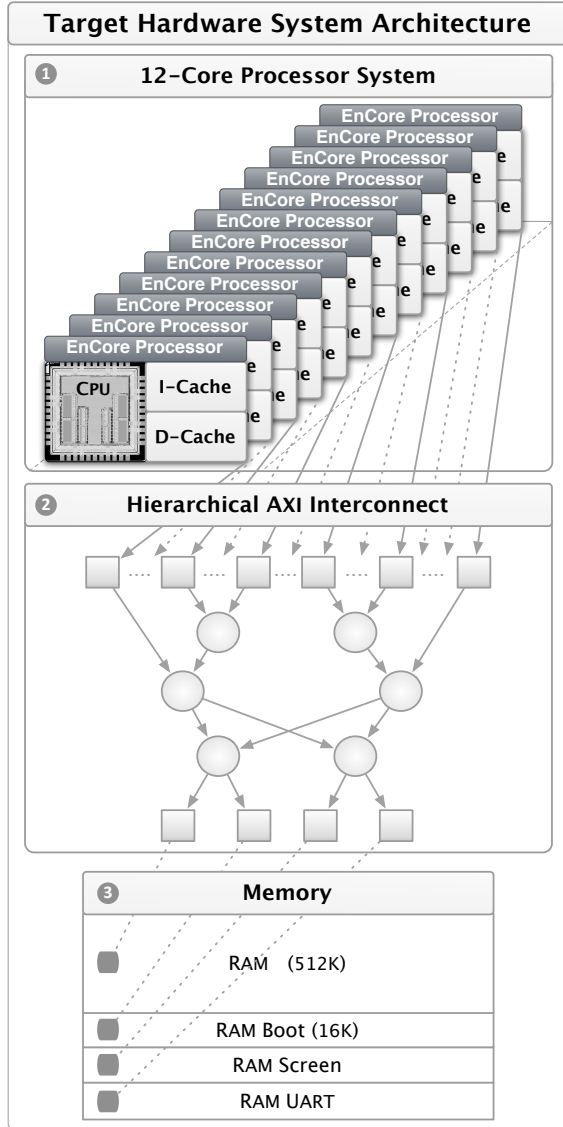 Target Hardware System Architecture
1 12-Core Processor System
EnCore Processor
EnCore Processor
EnCore Processor
EnCore Processor
EnCore Processor
EnCore Processor
EnCore Processor
EnCore Processor
EnCore Processor
EnCore Processor
EnCore Processor
EnCore Processor
CPU
I-Cache
D-Cache
2 Hierarchical AXI Interconnect
3 Memory
RAM (512K)
RAM Boot (16K)
RAM Screen
RAM UART